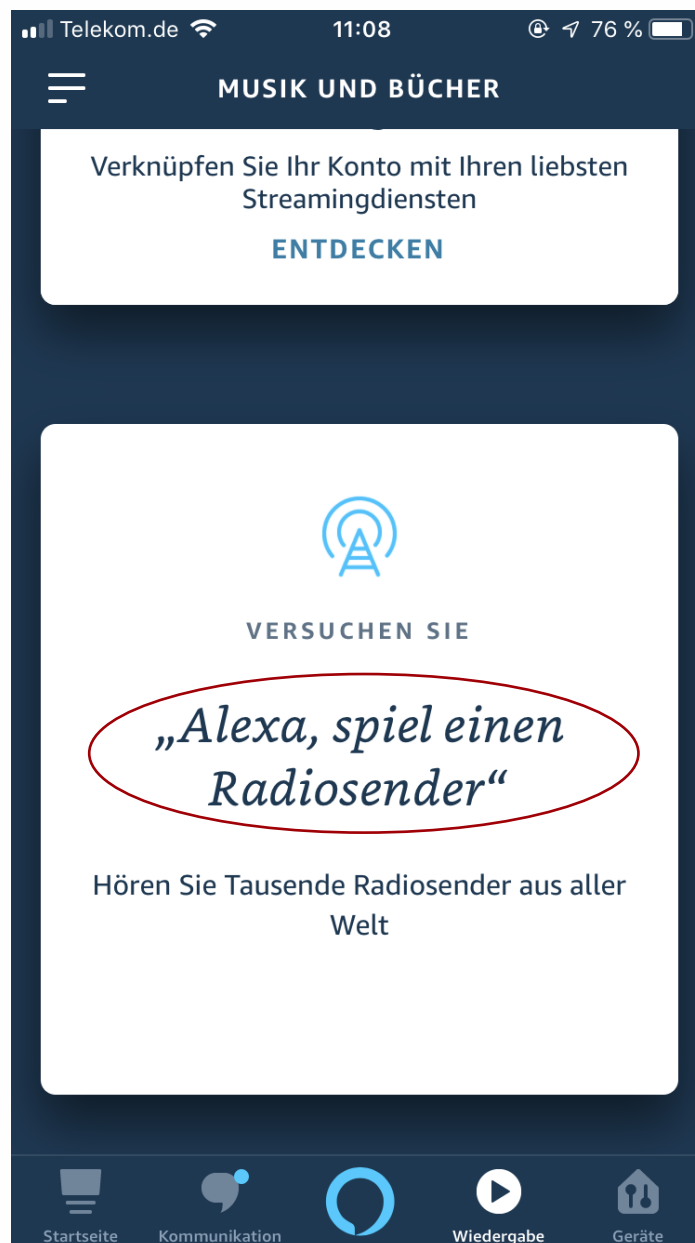 Telekom.de 11:08 76 %
MUSIK UND BÜCHER
Verknüpfen Sie Ihr Konto mit Ihren liebsten
Streamingdiensten
ENTDECKEN
VERSUCHEN SIE
„Alexa, spiel einen
Radiosender“
Hören Sie Tausende Radiosender aus aller
Welt
Startseite Kommunikation Wiedergabe Geräte